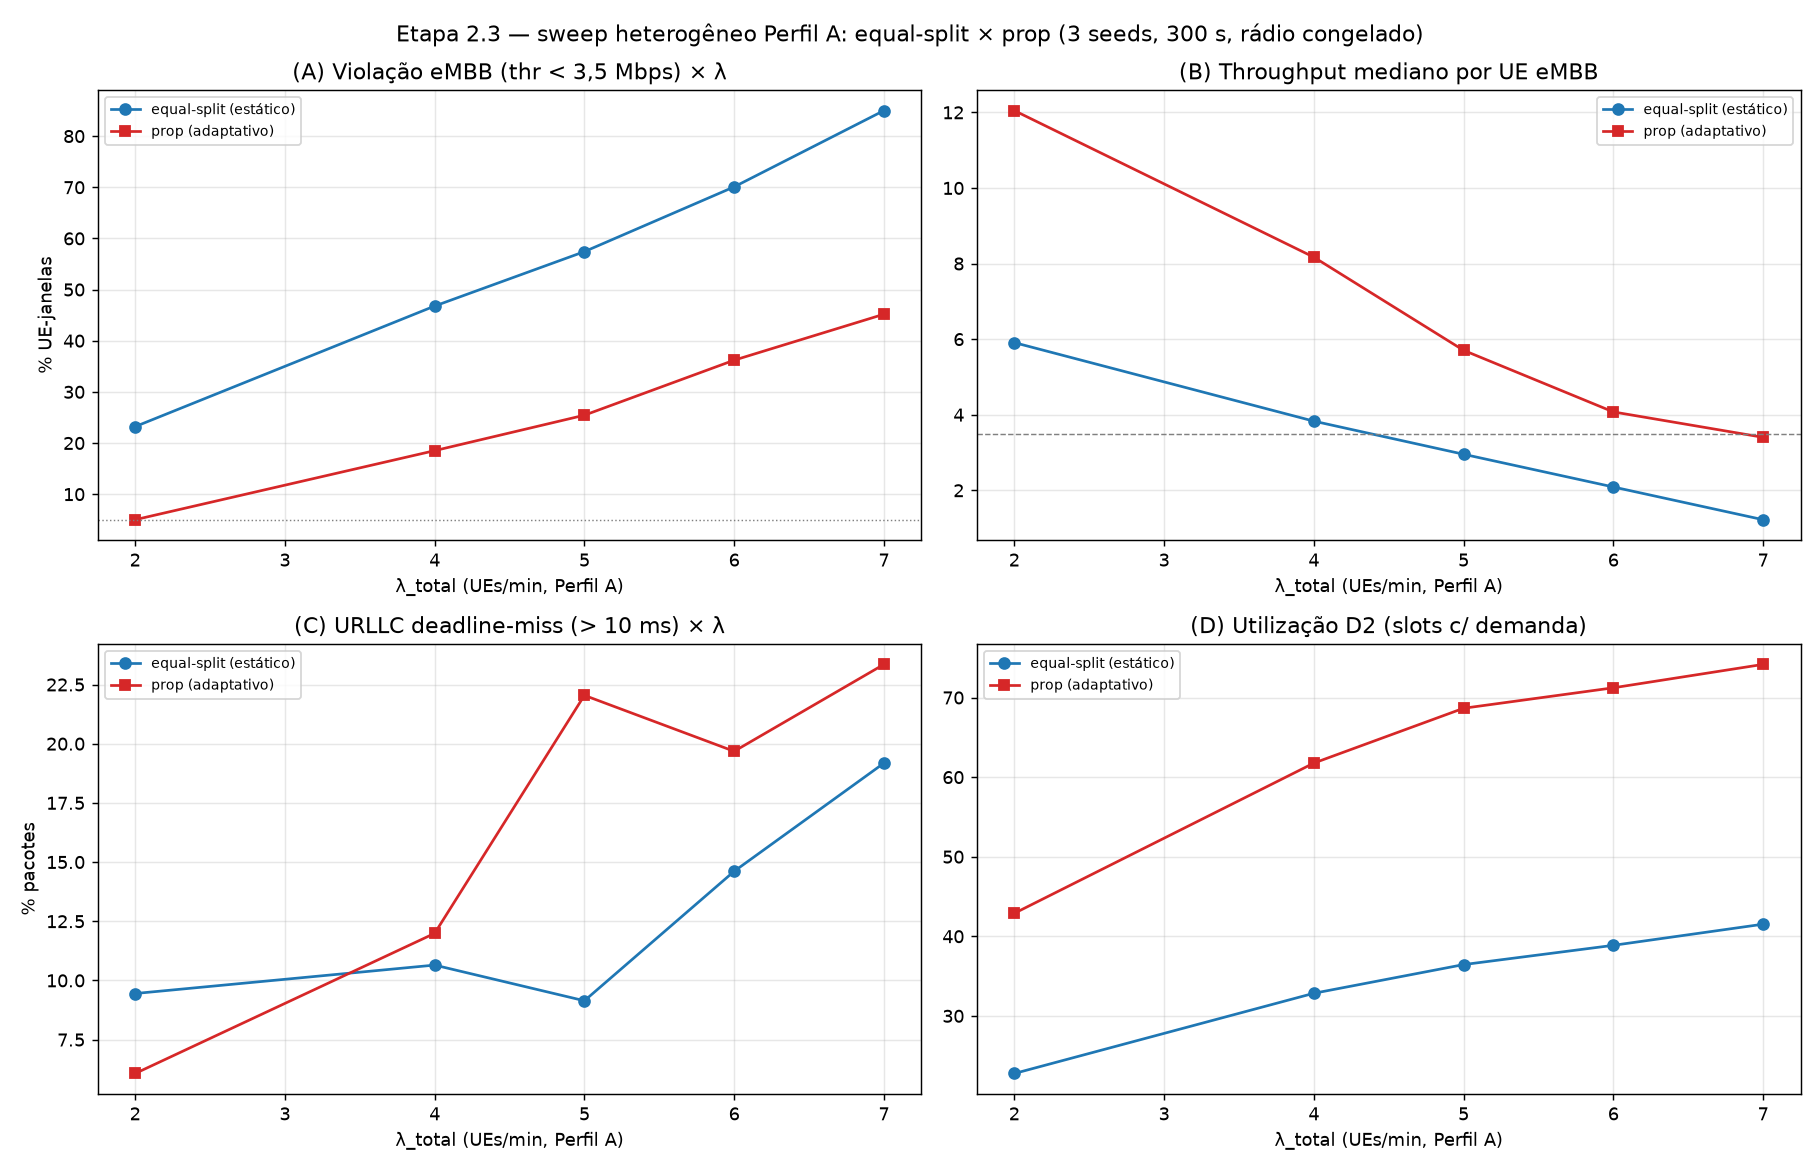 Etapa 2.3 — sweep heterogêneo Perfil A: equal-split × prop (3 seeds, 300 s, rádio congelado)
(A) Violação eMBB (thr < 3,5 Mbps) × λ
equal-split (estático)
prop (adaptativo)
% UE-janelas
80
70
60
50
40
30
20
10
2 3 4 5 6 7
λ_total (UEs/min, Perfil A)
(B) Throughput mediano por UE eMBB
equal-split (estático)
prop (adaptativo)
12
10
8
6
4
2
2 3 4 5 6 7
λ_total (UEs/min, Perfil A)
(C) URLLC deadline-miss (> 10 ms) × λ
equal-split (estático)
prop (adaptativo)
% pacotes
22.5
20.0
17.5
15.0
12.5
10.0
7.5
2 3 4 5 6 7
λ_total (UEs/min, Perfil A)
(D) Utilização D2 (slots c/ demanda)
equal-split (estático)
prop (adaptativo)
70
60
50
40
30
2 3 4 5 6 7
λ_total (UEs/min, Perfil A)